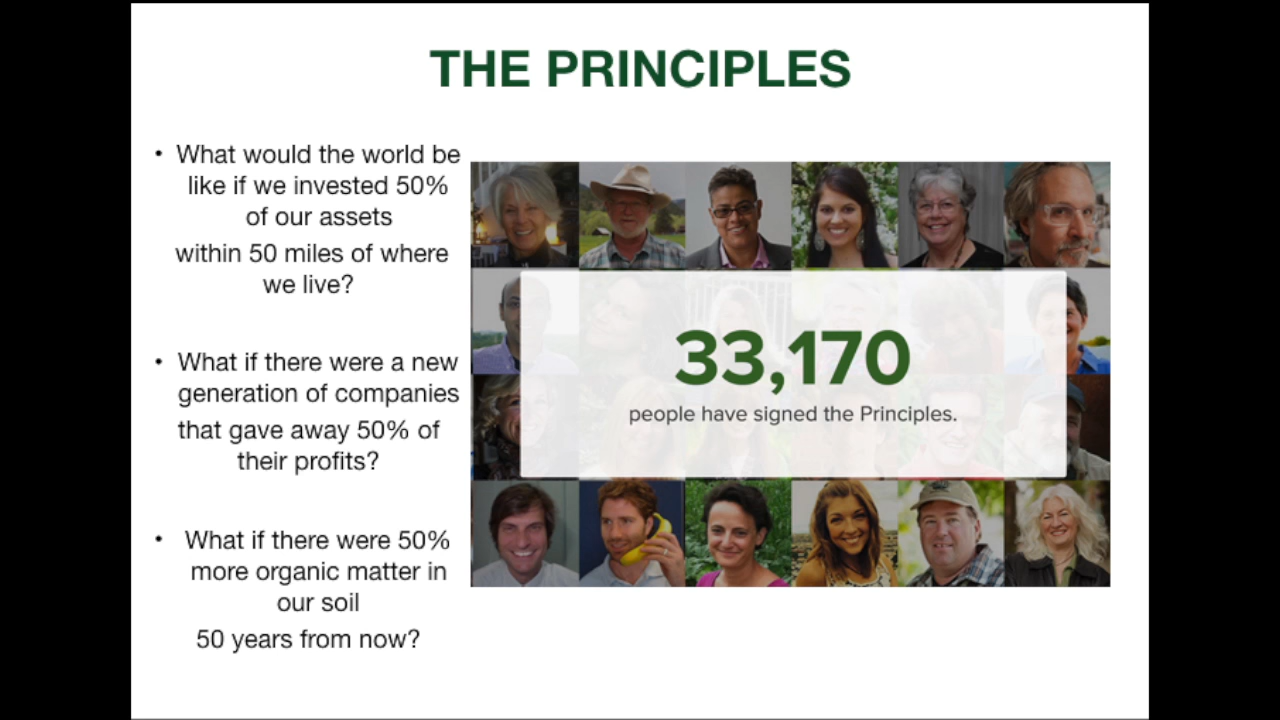 THE PRINCIPLES
• What would the world be
like if we invested 50%
of our assets
within 50 miles of where
we live?
• What if there were a new
generation of companies
that gave away 50% of
their profits?
• What if there were 50%
more organic matter in
our soil
50 years from now?
33,170
people have signed the Principles.